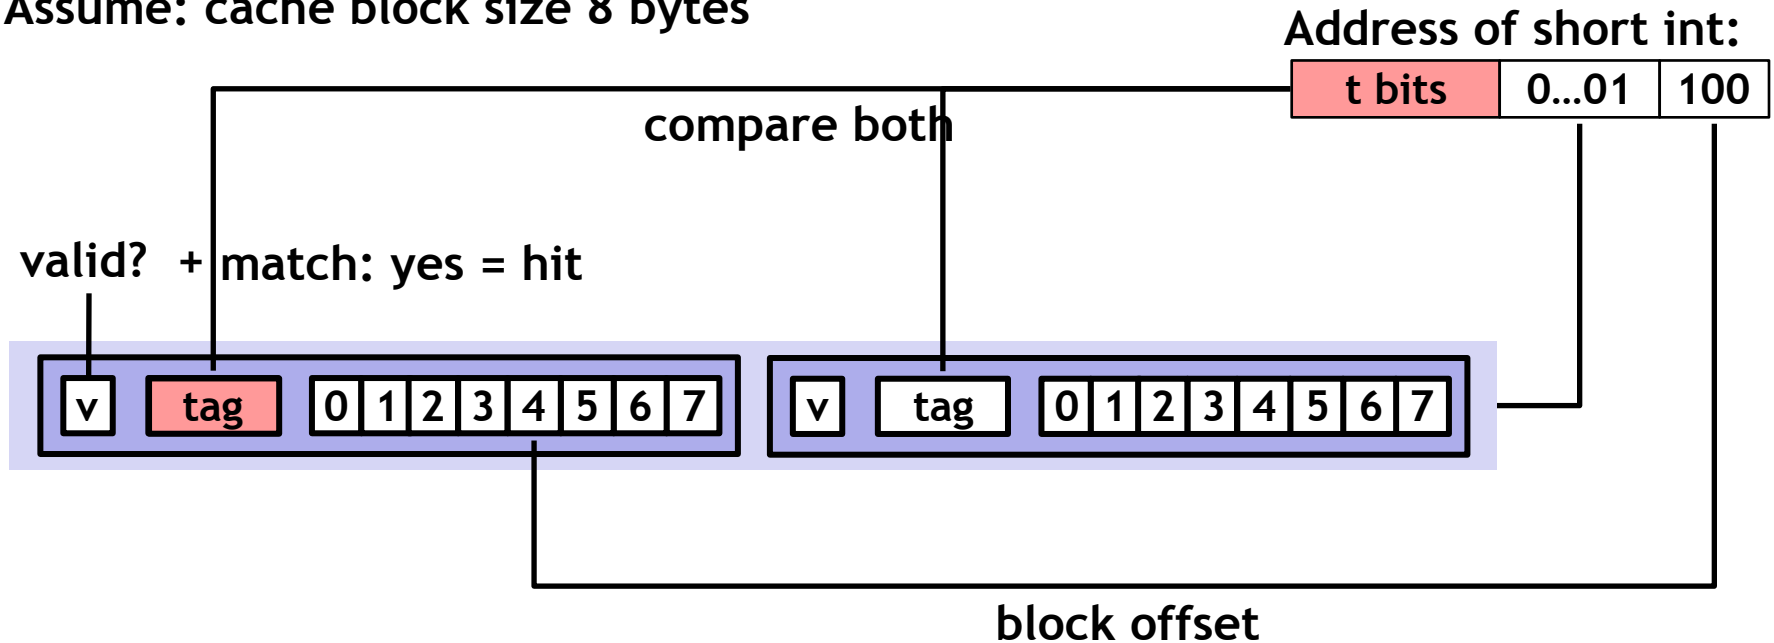 Assume: cache block size 8 bytes
Address of short int:
t bits 0...01 100
compare both
valid? + match: yes = hit
v tag 0 1 2 3 4 5 6 7 v tag 0 1 2 3 4 5 6 7
block offset